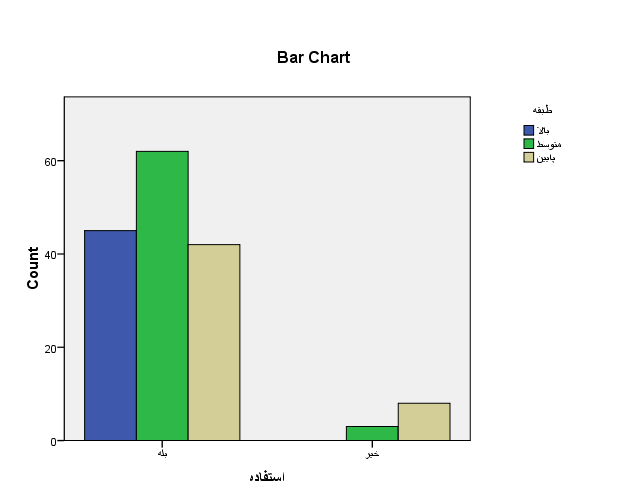 Bar Chart
طبقه
بالا
متوسط
پایین
Count
60
40
20
0
بله
خیر
استفاده